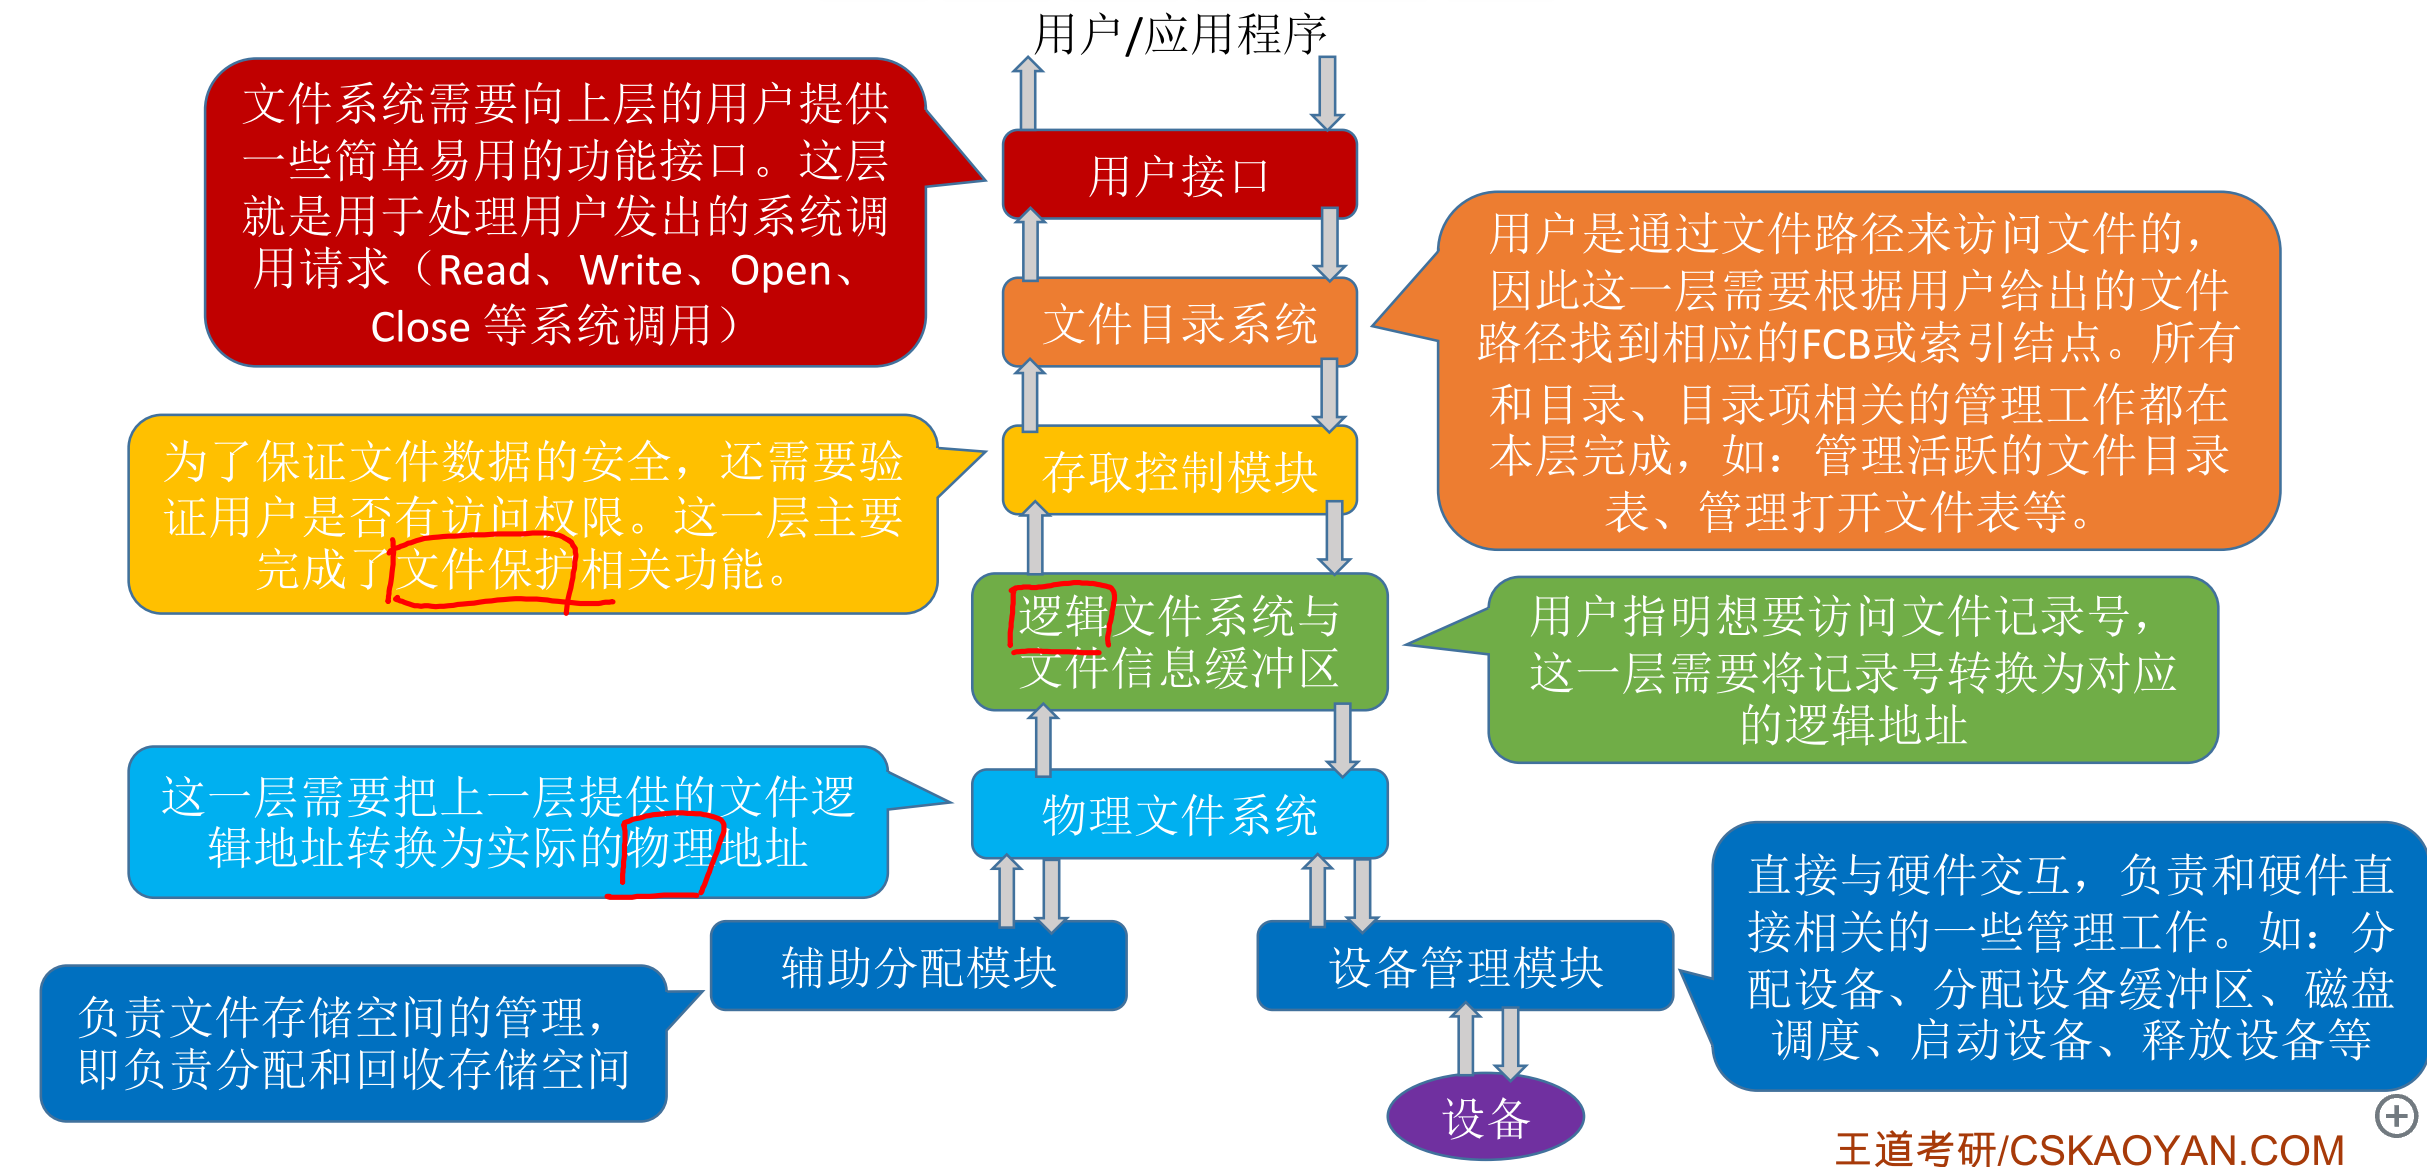 用户/应用程序
文件系统需要向上层的用户提供
一些简单易用的功能接口。这层
就是用于处理用户发出的系统调
用请求（Read、Write、Open、
Close 等系统调用）
用户接口
用户是通过文件路径来访问文件的，
因此这一层需要根据用户给出的文件
路径找到相应的FCB或索引结点。所有
和目录、目录项相关的管理工作都在
本层完成，如：管理活跃的文件目录
表、管理打开文件表等。
文件目录系统
为了保证文件数据的安全，还需要验
证用户是否有访问权限。这一层主要
完成了文件保护相关功能。
存取控制模块
逻辑文件系统与
文件信息缓冲区
用户指明想要访问文件记录号，
这一层需要将记录号转换为对应
的逻辑地址
这一层需要把上一层提供的文件逻
辑地址转换为实际的物理地址
物理文件系统
辅助分配模块
设备管理模块
直接与硬件交互，负责和硬件直
接相关的一些管理工作。如：分
配设备、分配设备缓冲区、磁盘
调度、启动设备、释放设备等
负责文件存储空间的管理，
即负责分配和回收存储空间
设备
王道考研/CSKAOYAN.COM